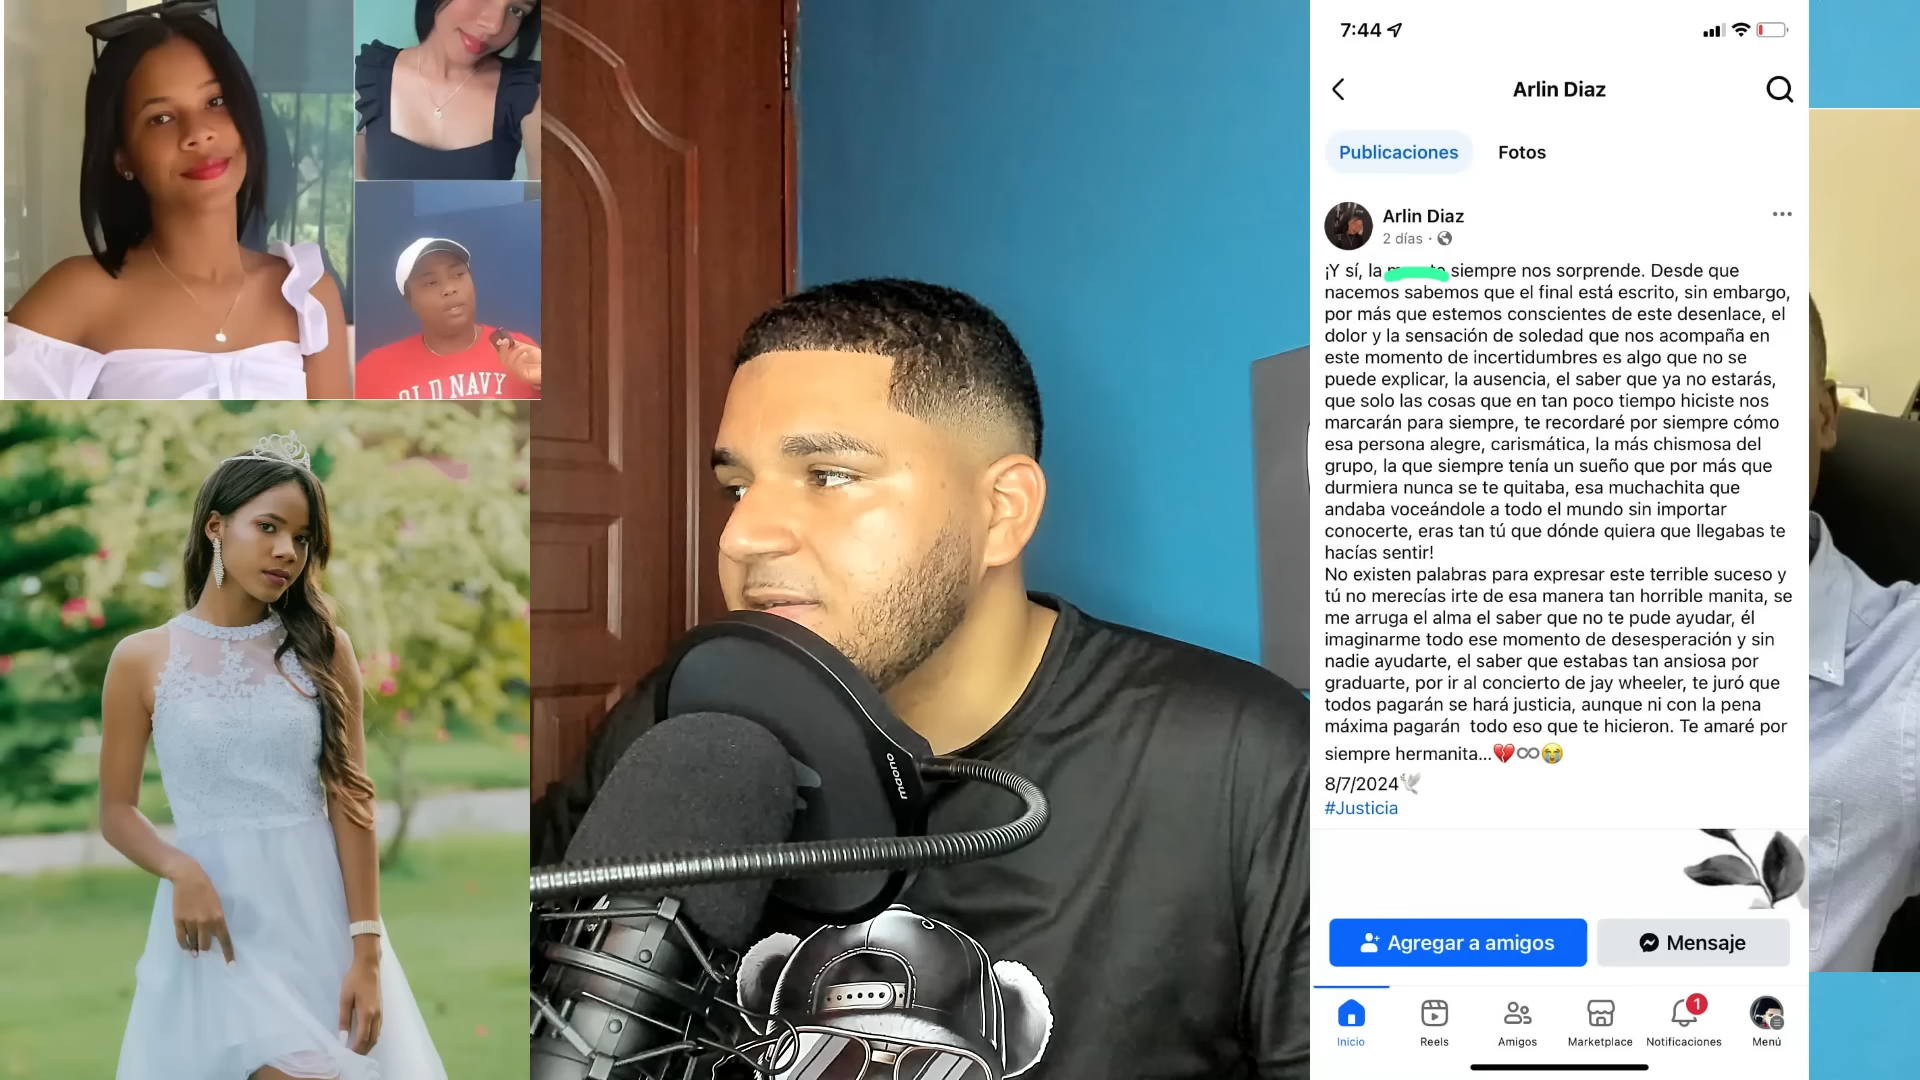 OLD NAVY
maono
7:44
Arlin Diaz
Publicaciones
Fotos
Arlin Diaz
2 días ·
¡Y sí, la siempre nos sorprende. Desde que
nacemos sabemos que el final está escrito, sin embargo,
por más que estemos conscientes de este desenlace, el
dolor y la sensación de soledad que nos acompaña en
este momento de incertidumbres es algo que no se
puede explicar, la ausencia, el saber que ya no estarás,
que solo las cosas que en tan poco tiempo hiciste nos
marcarán para siempre, te recordaré por siempre cómo
esa persona alegre, carismática, la más chismosa del
grupo, la que siempre tenía un sueño que por más que
durmiera nunca se te quitaba, esa muchachita que
andaba voceándole a todo el mundo sin importar
conocerte, eras tan tú que dónde quiera que llegabas te
hacías sentir!
No existen palabras para expresar este terrible suceso y
tú no merecías irte de esa manera tan horrible manita, se
me arruga el alma el saber que no te pude ayudar, él
imaginarme todo ese momento de desesperación y sin
nadie ayudarte, el saber que estabas tan ansiosa por
graduarte, por ir al concierto de jay wheeler, te juró que
todos pagarán se hará justicia, aunque ni con la pena
máxima pagarán todo eso que te hicieron. Te amaré por
siempre hermanita...💔♾😭
8/7/2024🕊
#Justicia
Agregar a amigos
Mensaje
1
Inicio
Reels
Amigos
Marketplace
Notificaciones
Menú